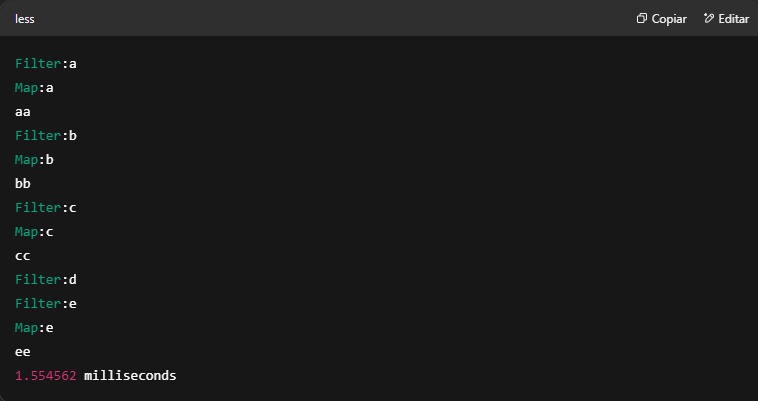 less Copiar Editar
Filter:a
Map:a
aa
Filter:b
Map:b
bb
Filter:c
Map:c
cc
Filter:d
Filter:e
Map:e
ee
1.554562 milliseconds